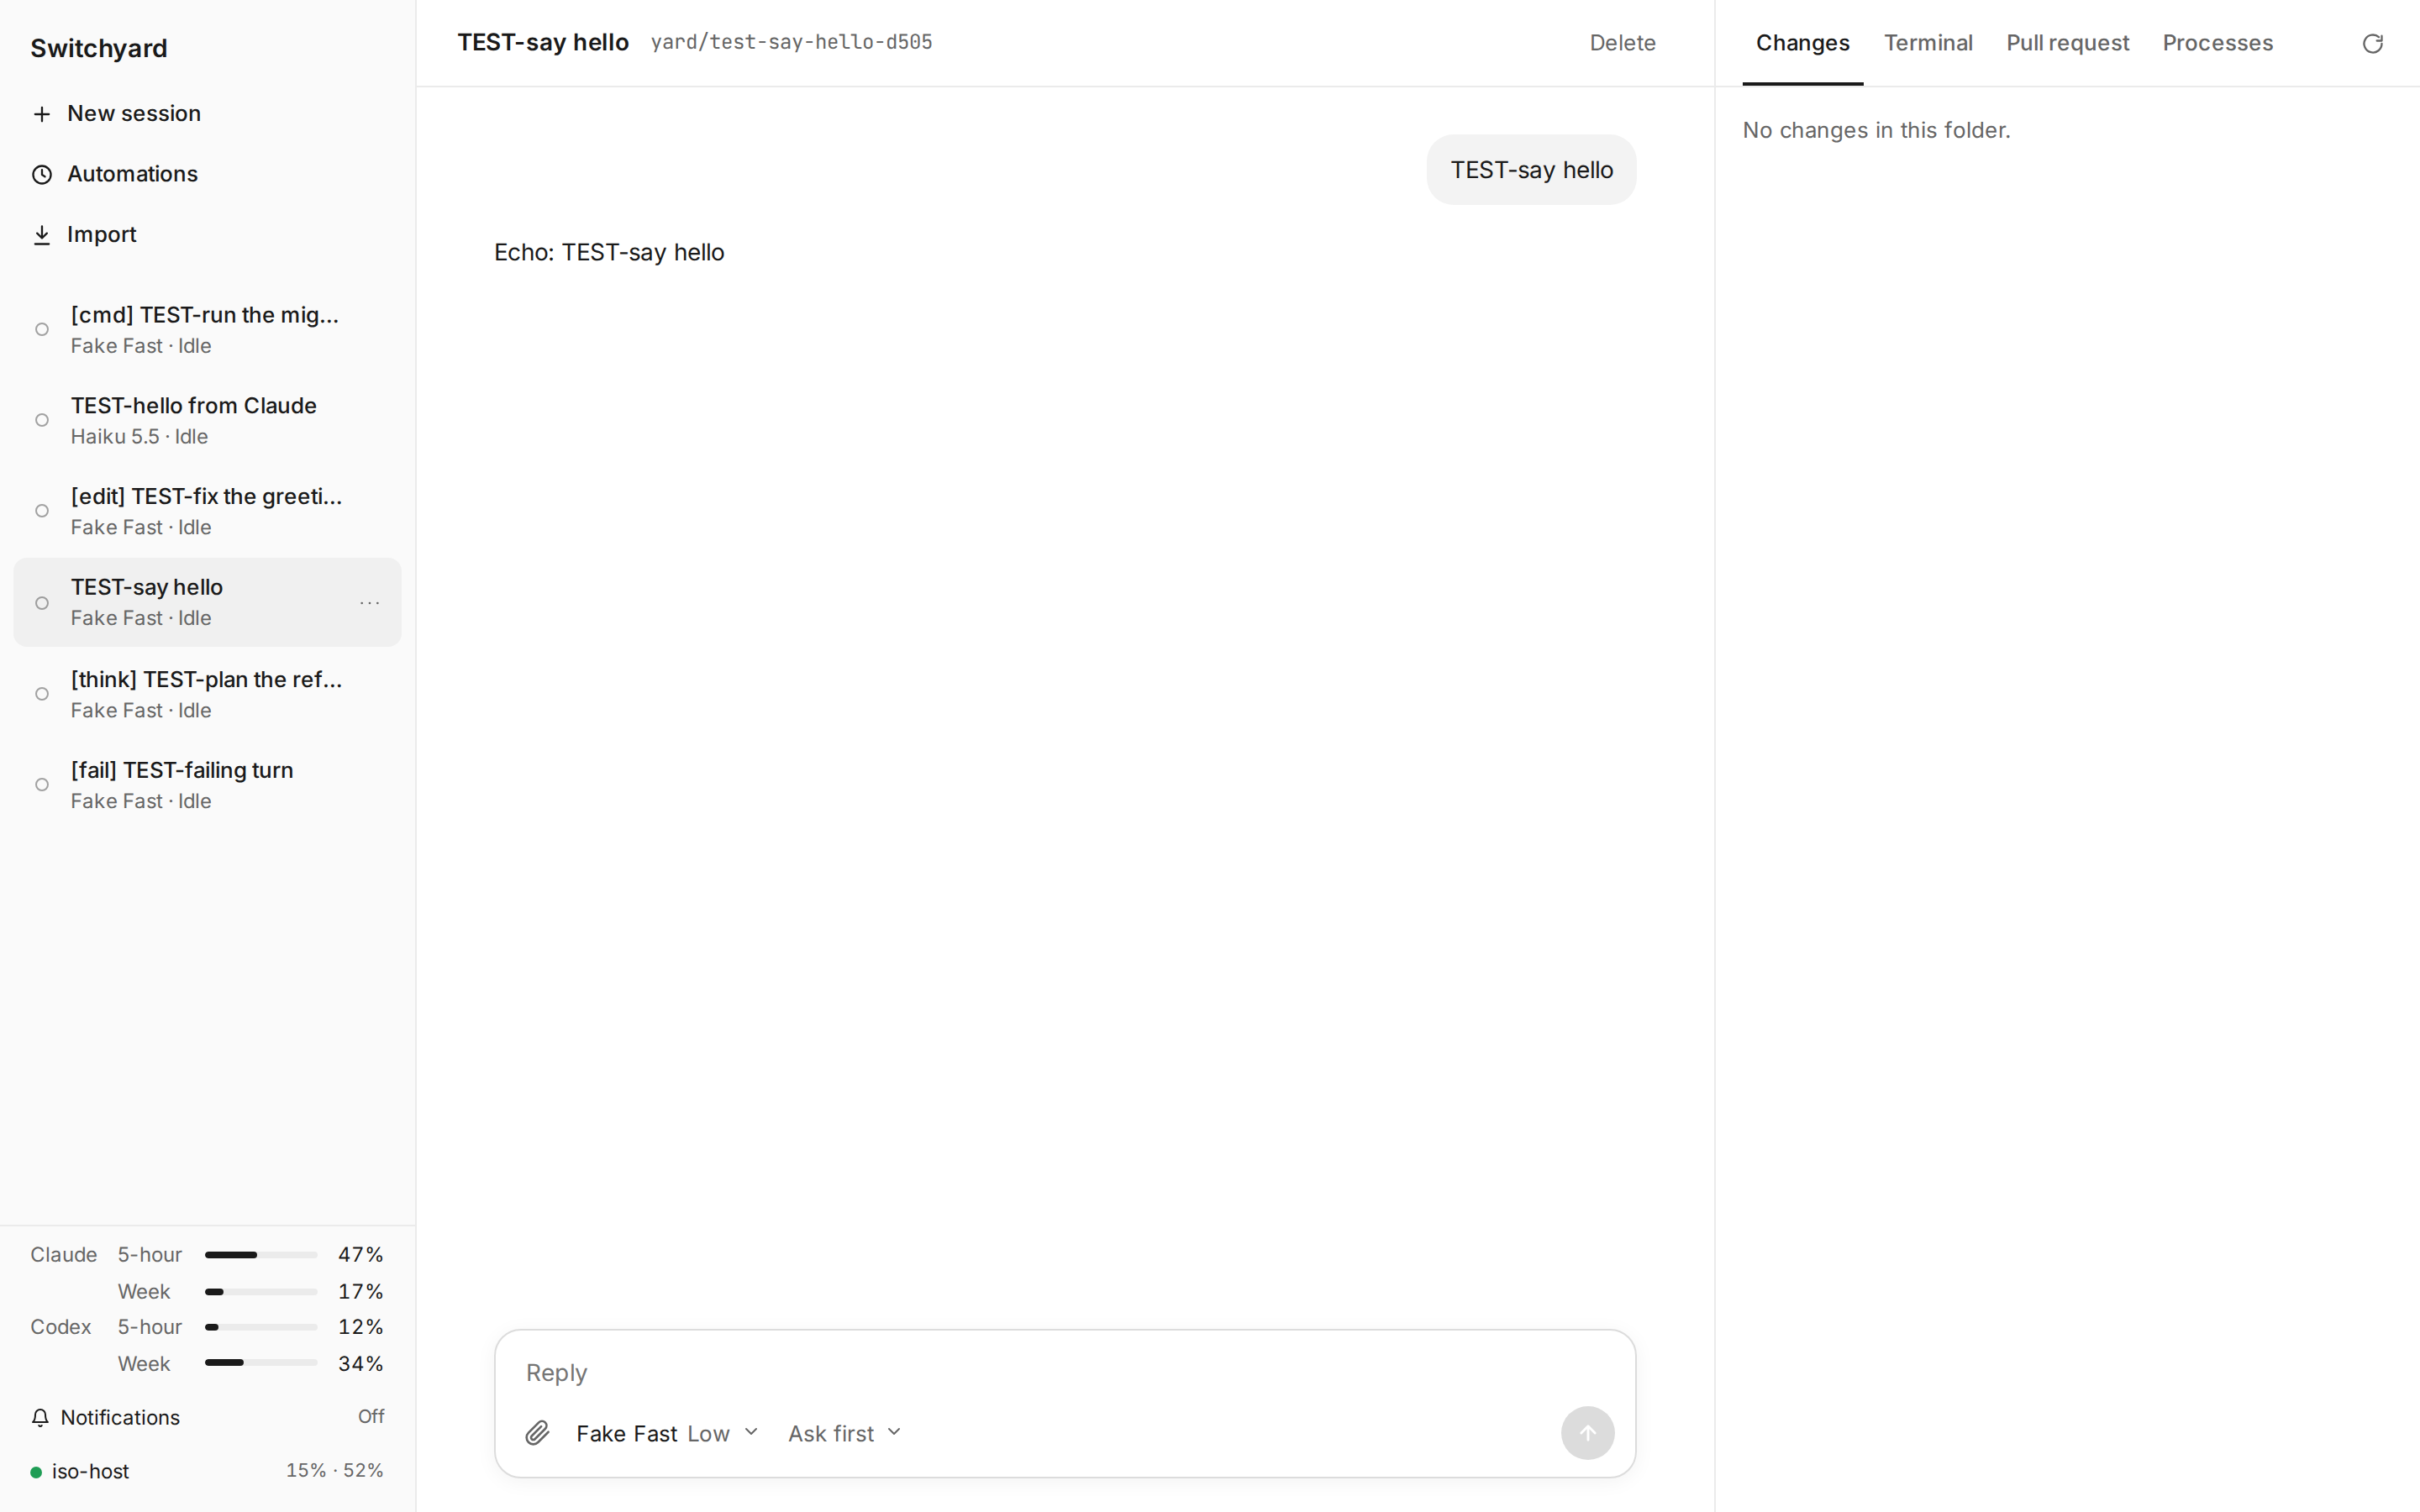 Switchyard
New session
Automations
Import
[cmd] TEST-run the mig...
Fake Fast · Idle
TEST-hello from Claude
Haiku 5.5 · Idle
[edit] TEST-fix the greeti...
Fake Fast · Idle
TEST-say hello
Fake Fast · Idle
[think] TEST-plan the ref...
Fake Fast · Idle
[fail] TEST-failing turn
Fake Fast · Idle
Claude 5-hour 47%
Week 17%
Codex 5-hour 12%
Week 34%
Notifications Off
iso-host 15% · 52%
TEST-say hello yard/test-say-hello-d505 Delete
TEST-say hello
Echo: TEST-say hello
Reply
Fake Fast Low Ask first
Changes Terminal Pull request Processes
No changes in this folder.